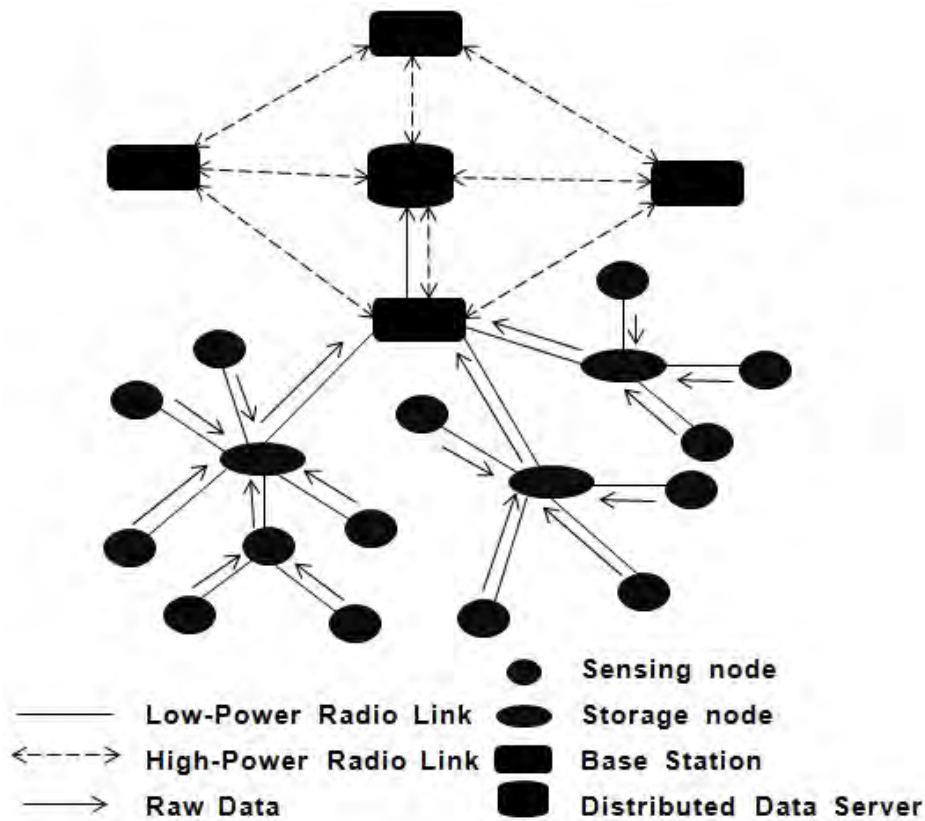 Sensing node
Low-Power Radio Link
Storage node
High-Power Radio Link
Base Station
Raw Data
Distributed Data Server